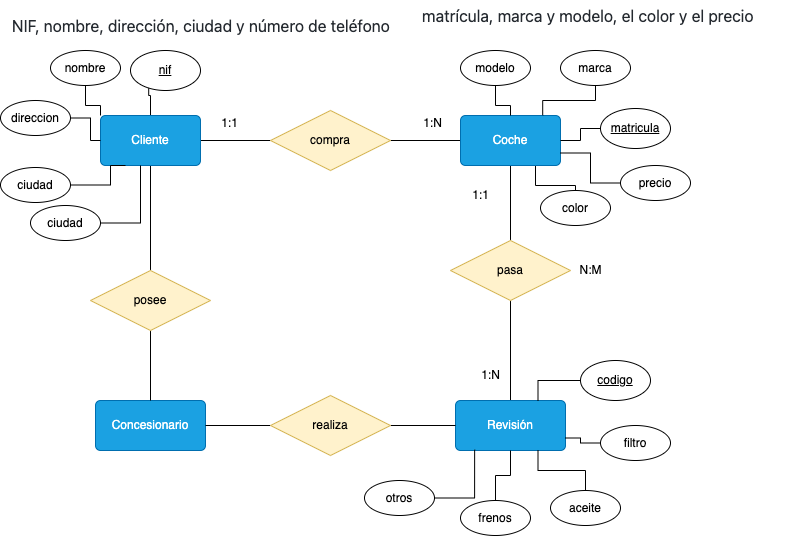 NIF, nombre, dirección, ciudad y número de teléfono
matrícula, marca y modelo, el color y el precio
nombre
nif
modelo
marca
direccion
Cliente
1:1
compra
1:N
Coche
matricula
ciudad
precio
ciudad
1:1
color
posee
pasa
N:M
1:N
codigo
Concesionario
realiza
Revisión
filtro
otros
frenos
aceite